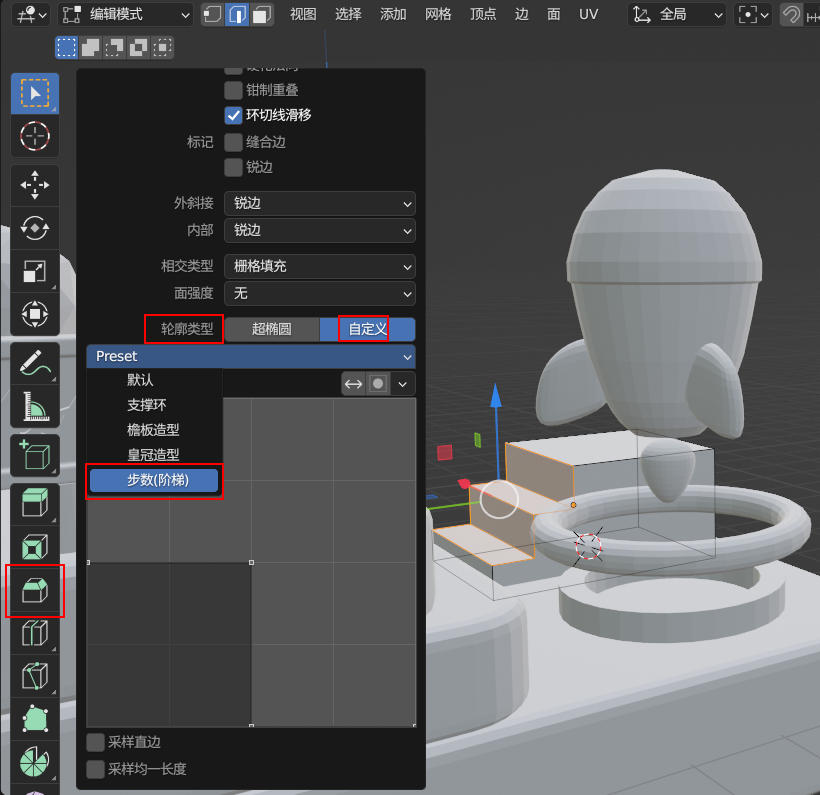 编辑模式
视图
选择
添加
网格
顶点
边
面
UV
全局
钳制重叠
环切线滑移
标记
缝合边
锐边
外斜接
锐边
内部
锐边
相交类型
栅格填充
面强度
无
轮廓类型
超椭圆
自定义
Preset
默认
支撑环
檐板造型
皇冠造型
步数(阶梯)
采样直边
采样均一长度